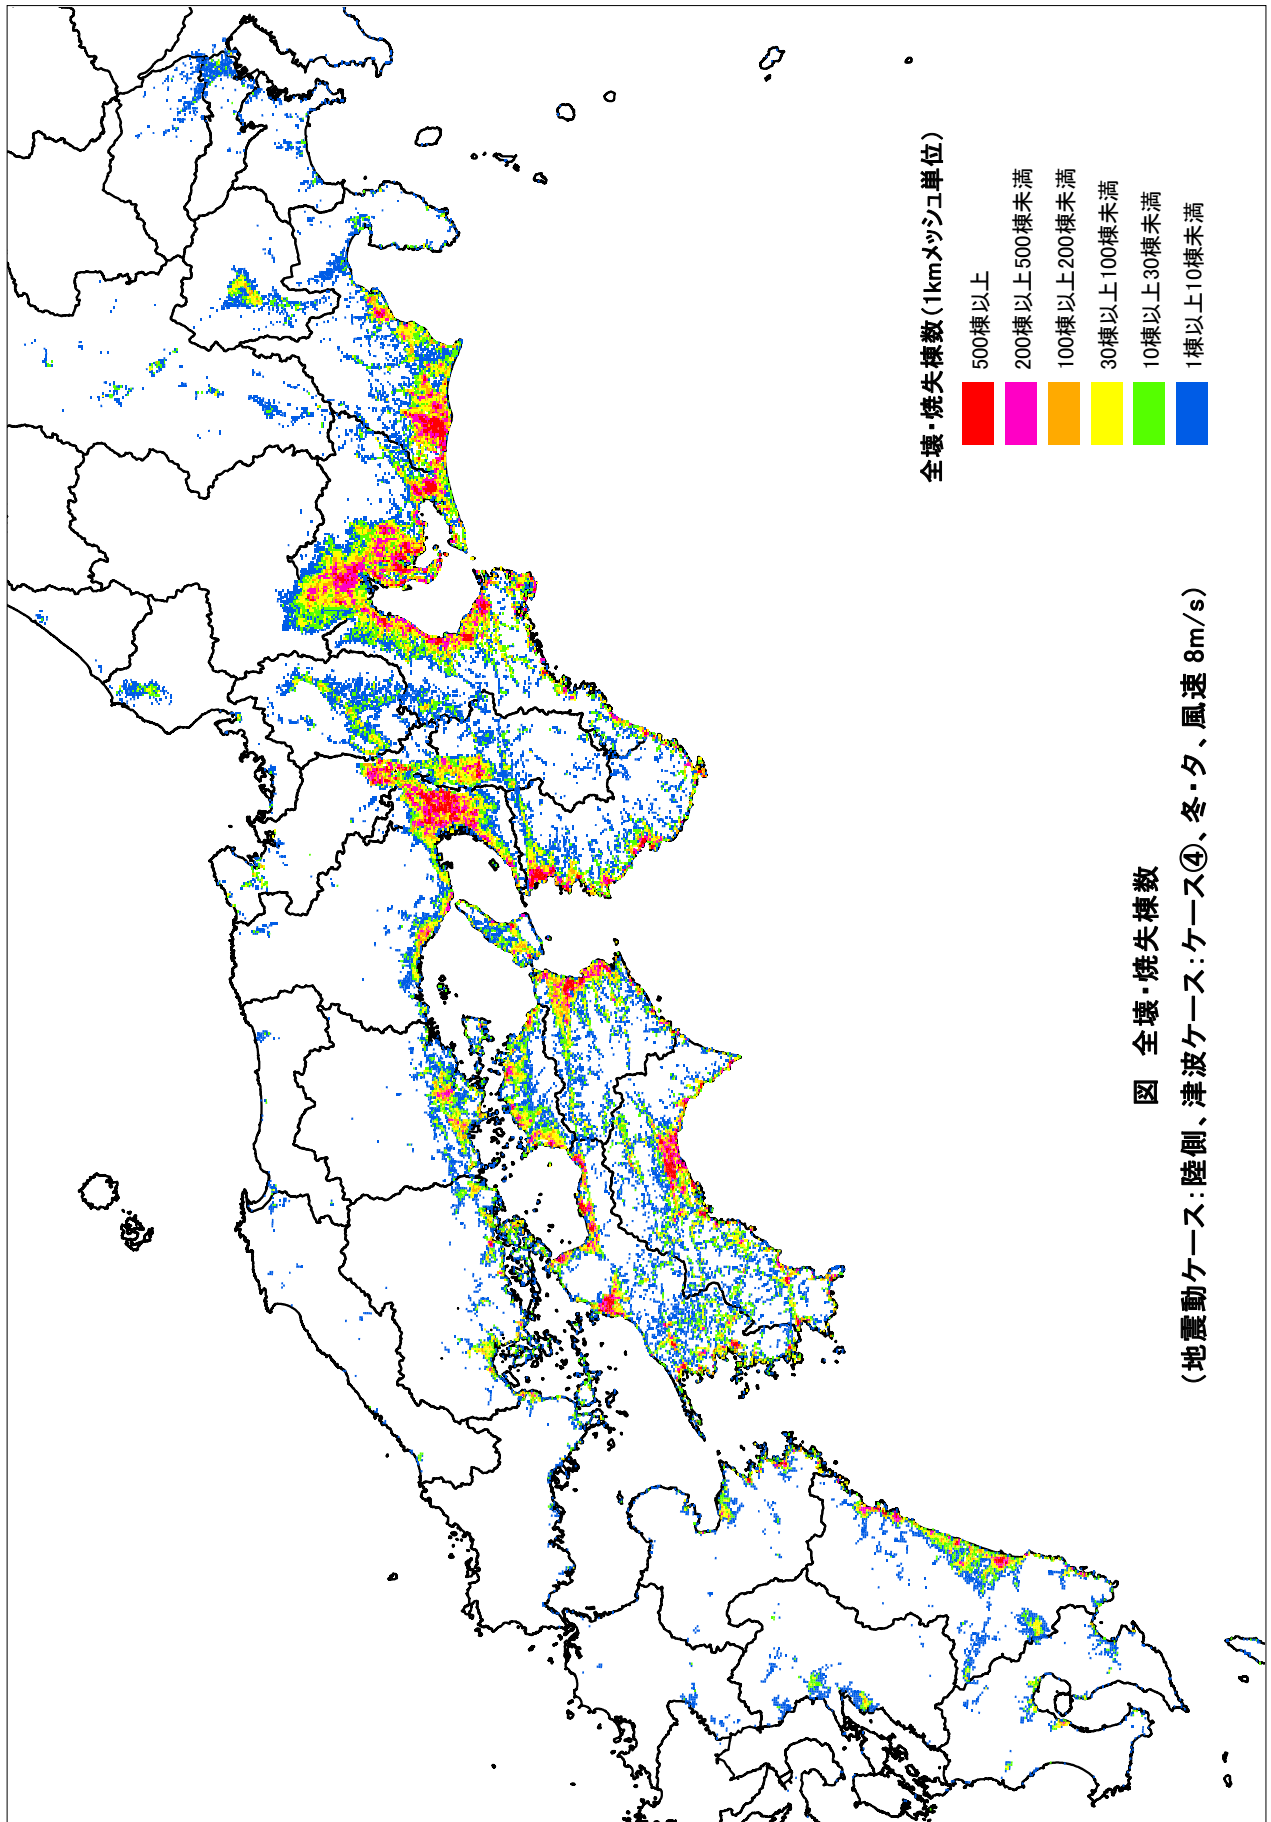 全壊・焼失棟数(1kmメッシュ単位)
500棟以上
200棟以上500棟未満
100棟以上200棟未満
30棟以上100棟未満
10棟以上30棟未満
1棟以上10棟未満
図　全壊・焼失棟数
(地震動ケース:陸側、津波ケース:ケース④、冬・夕、風速 8m/s)